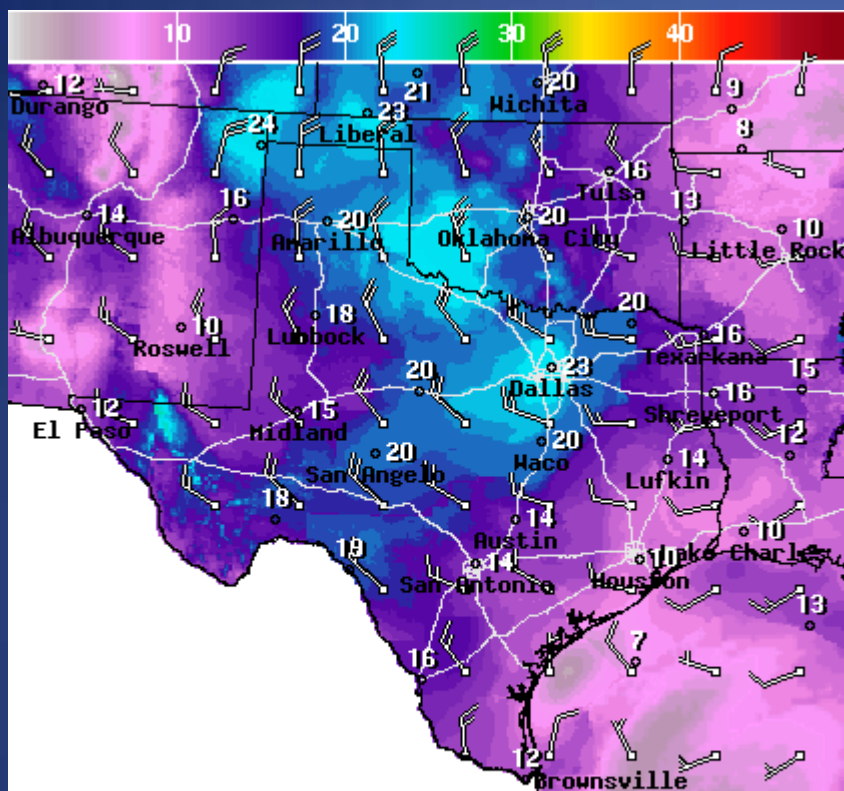 10 20 30 40
12 21 20 9
Durango Wichita
23
Liberal
24 8
16
Tulsa
14 16 20 20 13 10
Albuquerque Amarillo Oklahoma City Little Rock
10 18 20 16
Roswell Lubbock Texarkana
23
20 Dallas 15
12 15 16
El Paso Midland Shreveport
20 20 14 12
San Angelo Waco Lufkin
18 14 10
Austin
19 14 10 Lake Charles
San Antonio Houston
13
16 7
12
Brownsville